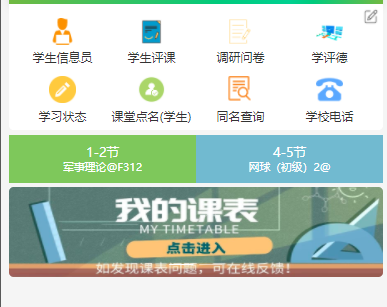 学生信息员 学生评课 调研问卷 学评德
学习状态 课堂点名(学生) 同名查询 学校电话
1-2节 4-5节
军事理论@F312 网球（初级）2@
我的课表
MY TIMETABLE
点击进入
如发现课表问题，可在线反馈！